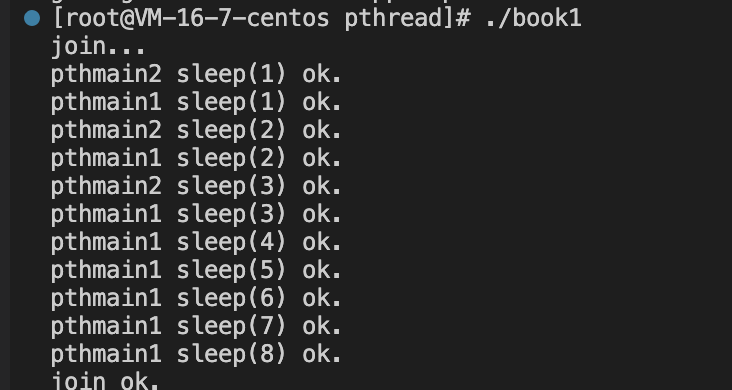 [root@VM-16-7-centos pthread]# ./book1
join...
pthmain2 sleep(1) ok.
pthmain1 sleep(1) ok.
pthmain2 sleep(2) ok.
pthmain1 sleep(2) ok.
pthmain2 sleep(3) ok.
pthmain1 sleep(3) ok.
pthmain1 sleep(4) ok.
pthmain1 sleep(5) ok.
pthmain1 sleep(6) ok.
pthmain1 sleep(7) ok.
pthmain1 sleep(8) ok.
join ok.